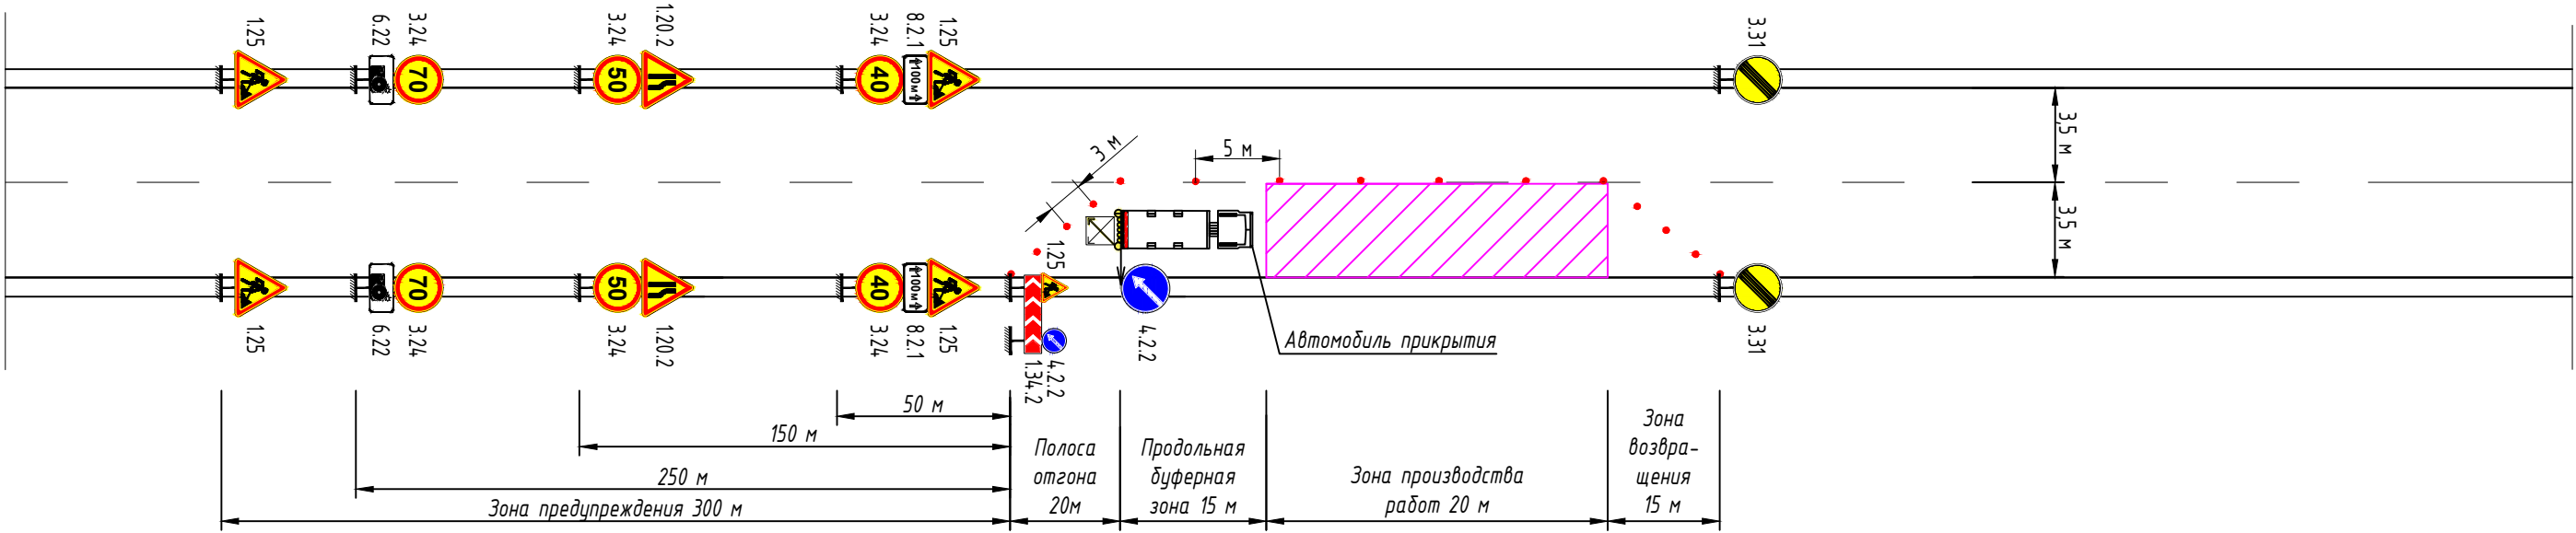 1.25
6.22
3.24
3.24
1.20.2
3.24
8.2.1
1.25
3.31
70
50
40
100м
3,5 м
3 м
5 м
3,5 м
1.25
70
50
40
100м
1.25
6.22
3.24
3.24
1.20.2
3.24
8.2.1
1.25
1.34.2
4.2.2
4.2.2
Автомобиль прикрытия
3.31
50 м
150 м
250 м
Зона предупреждения 300 м
Полоса
отгона
20м
Продольная
буферная
зона 15 м
Зона производства
работ 20 м
Зона
возвра-
щения
15 м